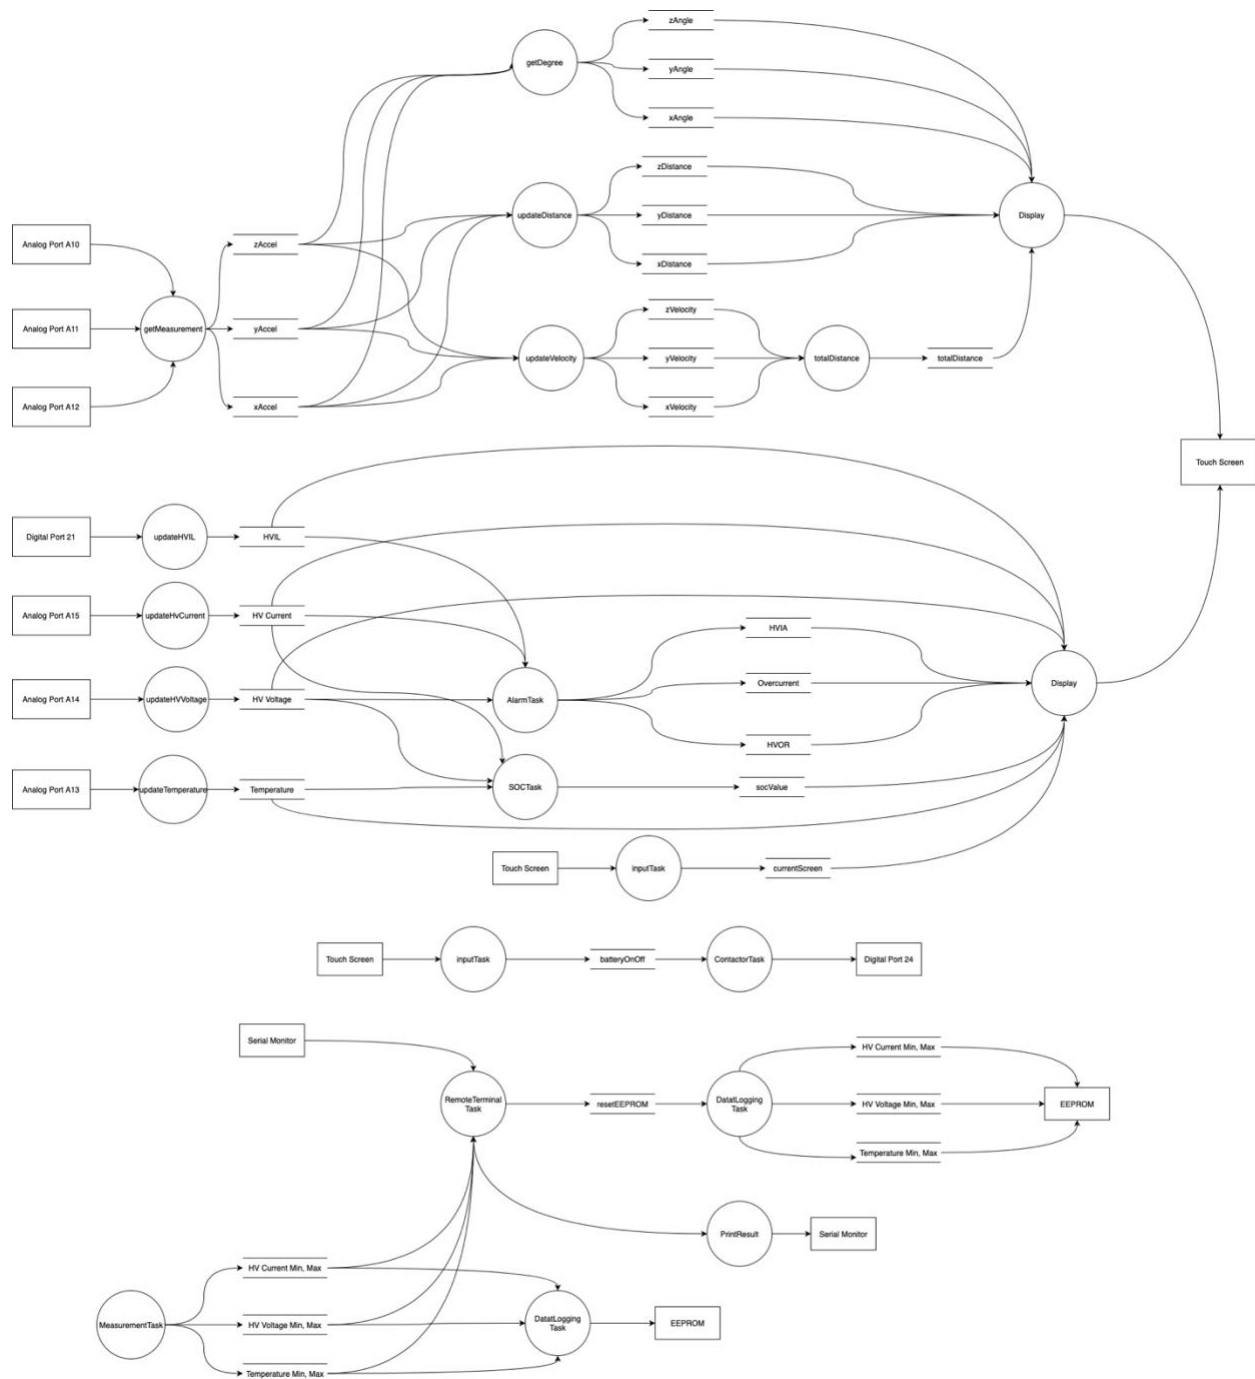 zAngle
getDegree
yAngle
xAngle
zDistance
updateDistance
yDistance
Display
xDistance
Analog Port A10
zAccel
Analog Port A11
getMeasurement
yAccel
zVelocity
updateVelocity
yVelocity
totalDistance
totalDistance
Analog Port A12
xAccel
xVelocity
Touch Screen
Digital Port 21
updateHVIL
HVIL
Analog Port A15
updateHvCurrent
HV Current
HVIA
Analog Port A14
updateHVVoltage
HV Voltage
AlarmTask
Overcurrent
Display
HVOR
Analog Port A13
updateTemperature
Temperature
SOCTask
socValue
Touch Screen
inputTask
currentScreen
Touch Screen
inputTask
batteryOnOff
ContactorTask
Digital Port 24
Serial Monitor
HV Current Min, Max
RemoteTerminal
Task
resetEEPROM
DatatLogging
Task
HV Voltage Min, Max
EEPROM
Temperature Min, Max
PrintResult
Serial Monitor
HV Current Min, Max
MeasurementTask
HV Voltage Min, Max
DatatLogging
Task
EEPROM
Temperature Min, Max